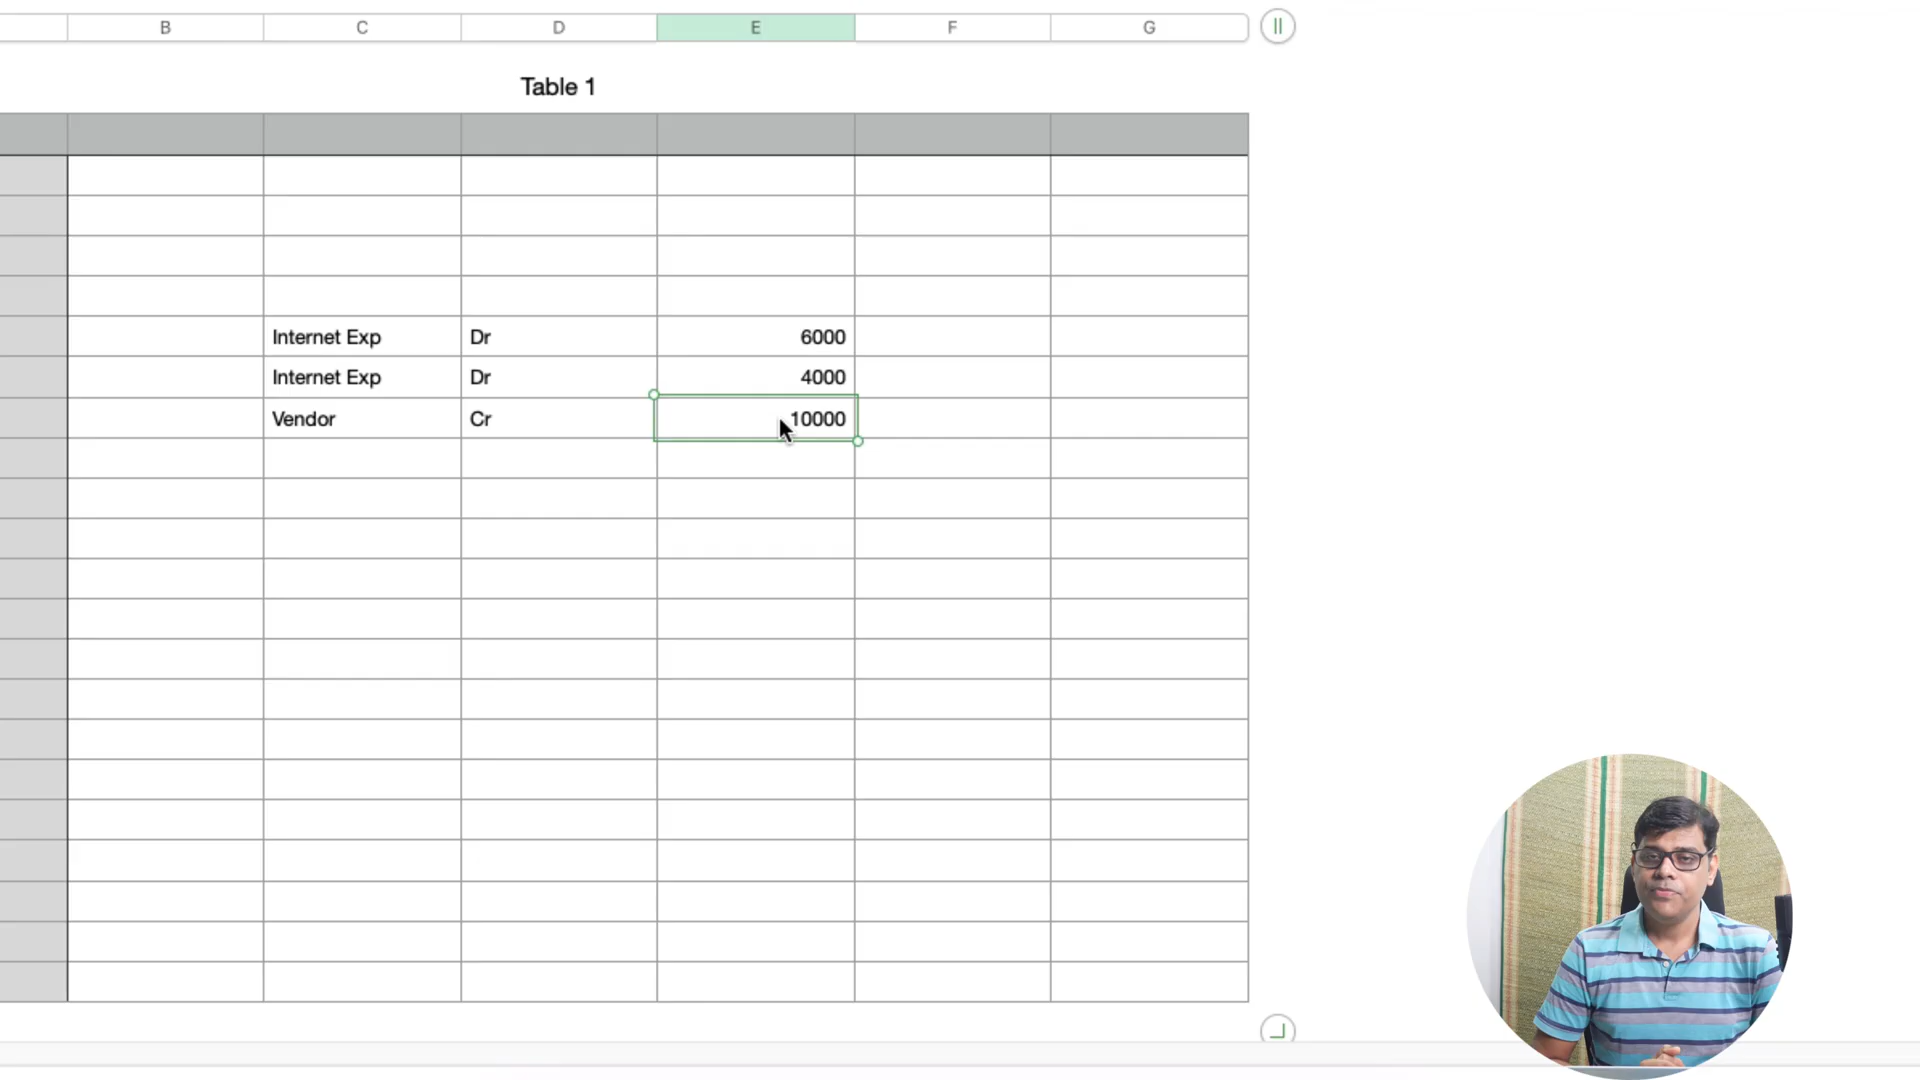 B C D E F G
Table 1
Internet Exp Dr 6000
Internet Exp Dr 4000
Vendor Cr 10000